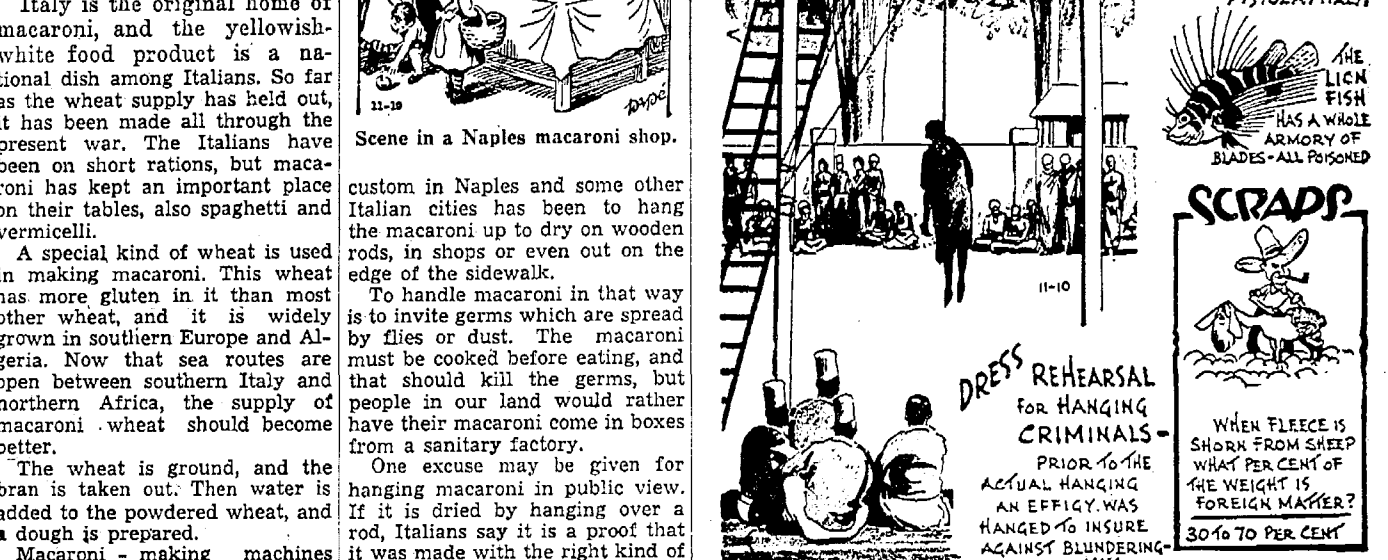 Italy is the original home of
macaroni, and the yellowish-
white food product is a na-
tional dish among Italians. So far
as the wheat supply has held out,
it has been made all through the
present war. The Italians have
been on short rations, but maca-
roni has kept an important place
on their tables, also spaghetti and
vermicelli.
A special kind of wheat is used
in making macaroni. This wheat
has more gluten in it than most
other wheat, and it is widely
grown in southern Europe and Al-
geria. Now that sea routes are
open between southern Italy and
northern Africa, the supply of
macaroni wheat should become
better.
The wheat is ground, and the
bran is taken out. Then water is
added to the powdered wheat, and
a dough is prepared.
Macaroni - making machines
11-10
Papé
Scene in a Naples macaroni shop.
custom in Naples and some other
Italian cities has been to hang
the macaroni up to dry on wooden
rods, in shops or even out on the
edge of the sidewalk.
To handle macaroni in that way
is to invite germs which are spread
by flies or dust. The macaroni
must be cooked before eating, and
that should kill the germs, but
people in our land would rather
have their macaroni come in boxes
from a sanitary factory.
One excuse may be given for
hanging macaroni in public view.
If it is dried by hanging over a
rod, Italians say it is a proof that
it was made with the right kind of
11-10
DRESS REHEARSAL
FOR HANGING
CRIMINALS-
PRIOR TO THE
ACTUAL HANGING
AN EFFIGY WAS
HANGED TO INSURE
AGAINST BLUNDERING-
THE
LION
FISH
HAS A WHOLE
ARMORY OF
BLADES-ALL POISONED
SCRAPS
WHEN FLEECE IS
SHORN FROM SHEEP
WHAT PER CENT OF
THE WEIGHT IS
FOREIGN MATTER?
30 TO 70 PER CENT